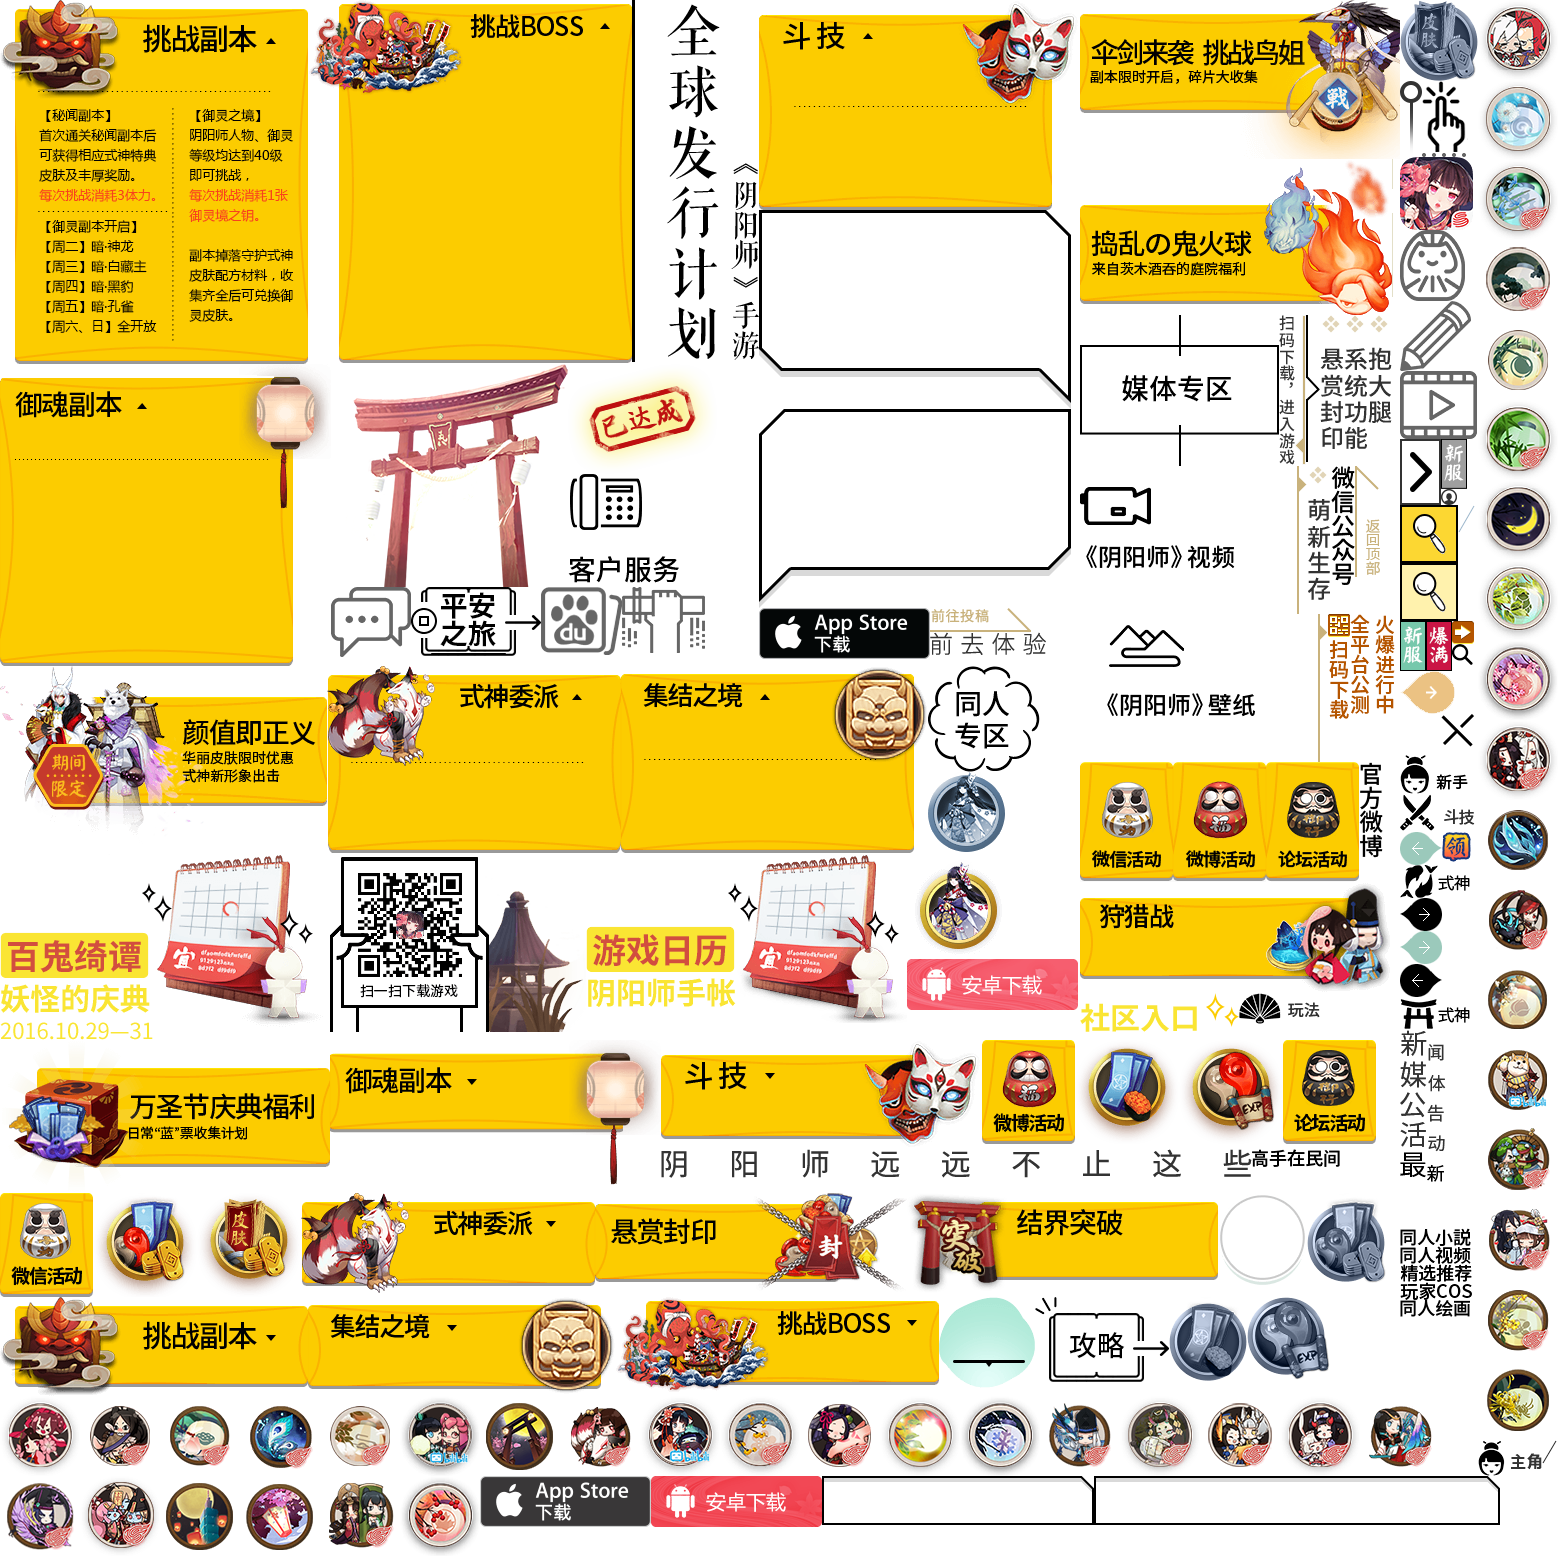 挑战副本
【秘闻副本】
首次通关秘闻副本后
可获得相应式神特典
皮肤及丰厚奖励。
每次挑战消耗3体力。
【御灵副本开启】
【周二】暗·神龙
【周三】暗·白藏主
【周四】暗·黑豹
【周五】暗·孔雀
【周六、日】全开放
【御灵之境】
阴阳师人物、御灵
等级均达到40级
即可挑战，
每次挑战消耗1张
御灵境之钥。
副本掉落守护式神
皮肤配方材料，收
集齐全后可兑换御
灵皮肤。
挑战BOSS
全球发行计划
《阴阳师》手游
斗技
伞剑来袭 挑战鸟姐
副本限时开启，碎片大收集
戰
皮肤
捣乱の鬼火球
来自茨木酒吞的庭院福利
媒体专区
扫码下载，进入游戏
悬赏封印
系统功能
抱大腿
御魂副本
已达成
客户服务
平安
之旅
du
《阴阳师》视频
微信公众号
萌新生存
返回顶部
新服
App Store
下载
前往投稿
前去体验
《阴阳师》壁纸
火爆进行中
全平台公测
扫码下载
新服
爆满
颜值即正义
华丽皮肤限时优惠
式神新形象出击
期间
限定
式神委派
集结之境
同人
专区
微信活动
微博活动
论坛活动
官方微博
新手
斗技
领
式神
式神
百鬼绮谭
妖怪的庆典
2016.10.29—31
宜
扫一扫下载游戏
游戏日历
阴阳师手帐
宜
安卓下载
狩猎战
社区入口
玩法
新闻
媒体
公告
活动
最新
万圣节庆典福利
日常“蓝”票收集计划
御魂副本
斗技
微博活动
EXP
论坛活动
阴阳师远远不止这些
高手在民间
微信活动
皮肤
式神委派
悬赏封印
封
突破
结界突破
同人小説
同人视频
精选推荐
玩家COS
同人绘画
挑战副本
集结之境
挑战BOSS
攻略
EXP
主角
App Store
下载
安卓下载